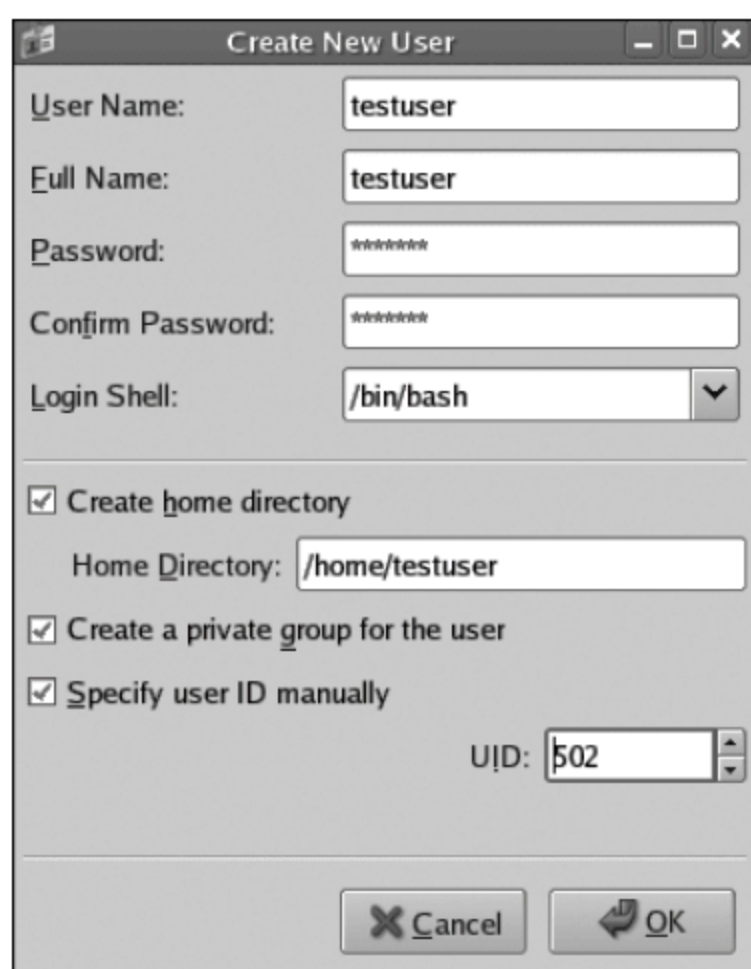 Create New User
User Name: testuser
Full Name: testuser
Password: *******
Confirm Password: *******
Login Shell: /bin/bash
Create home directory
Home Directory: /home/testuser
Create a private group for the user
Specify user ID manually
UID: 502
Cancel OK